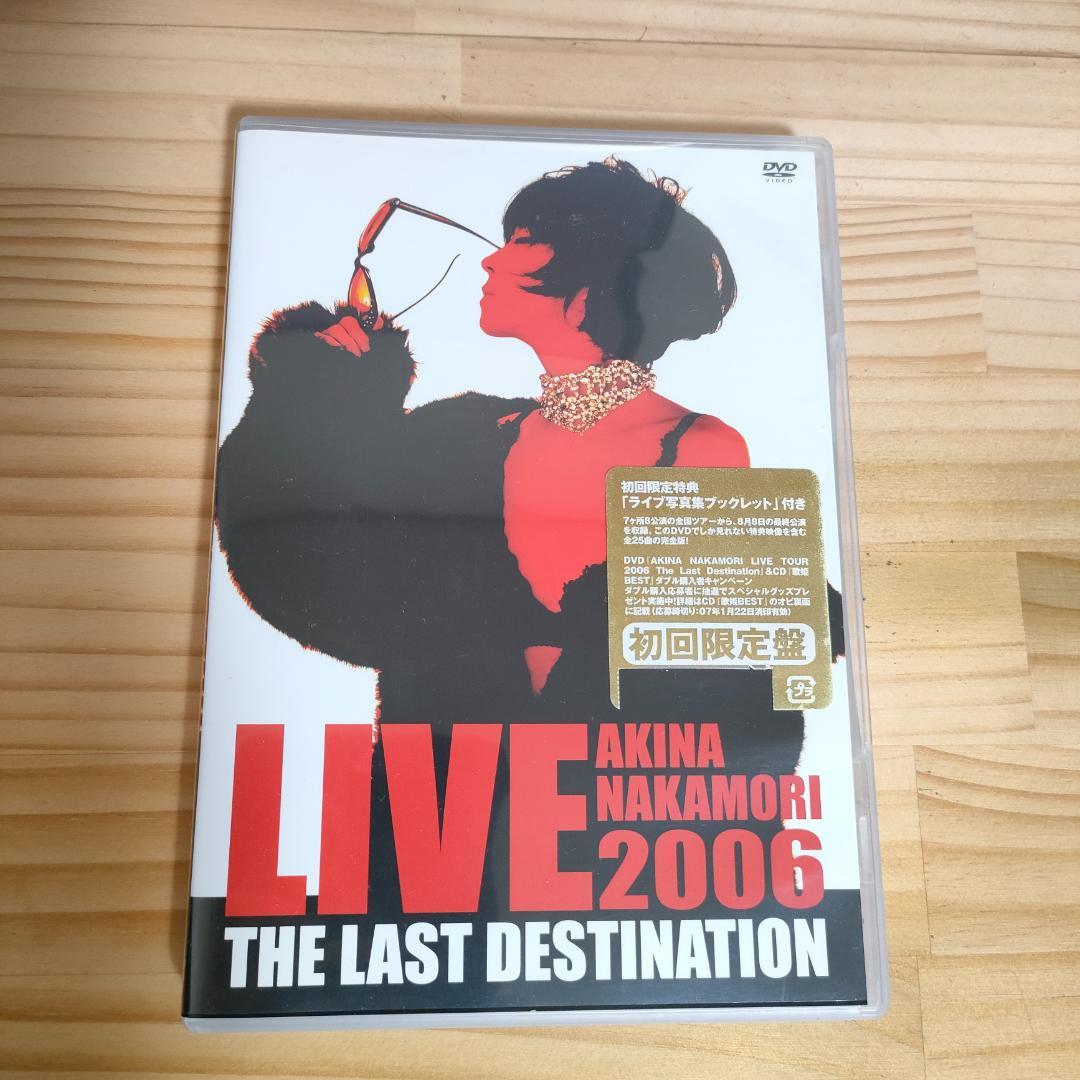 DVD
VIDEO
初回限定特典
「ライブ写真集ブックレット」付き
7ヶ所8公演の全国ツアーから、8月8日の最終公演
を収録。このDVDでしか見れない特典映像を含む
全25曲の完全版!
DVD『AKINA NAKAMORI LIVE TOUR
2006 The Last Destination』&CD『歌姫
BEST』ダブル購入者キャンペーン
ダブル購入応募者に抽選でスペシャルグッズプレ
ゼント実施中!詳細はCD『歌姫BEST』のオビ裏面
に記載(応募締切り:07年1月22日消印有効)
初回限定盤
プラ
LIVE
AKINA
NAKAMORI
2006
THE LAST DESTINATION